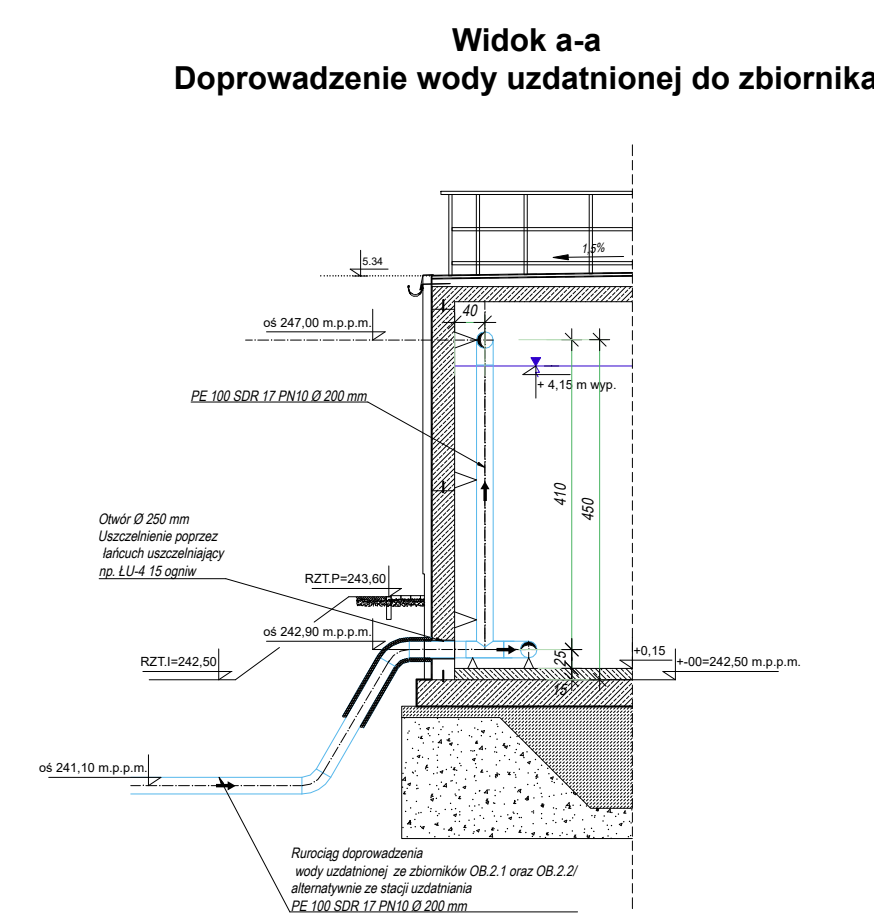 Widok a-a
Doprowadzenie wody uzdatnionej do zbiornika
1,5%
5.34
40
oś 247,00 m.p.p.m.
+ 4,15 m wyp.
PE 100 SDR 17 PN10 Ø 200 mm
410
450
Otwór Ø 250 mm
Uszczelnienie poprzez
łańcuch uszczelniający
np. ŁU-4 15 ogniw
RZT.P=243,60
oś 242,90 m.p.p.m.
RZT.I=242,50
25
+0,15
+-00=242,50 m.p.p.m.
15
oś 241,10 m.p.p.m.
Rurociąg doprowadzenia
wody uzdatnionej ze zbiorników OB.2.1 oraz OB.2.2/
alternatywnie ze stacji uzdatniania
PE 100 SDR 17 PN10 Ø 200 mm